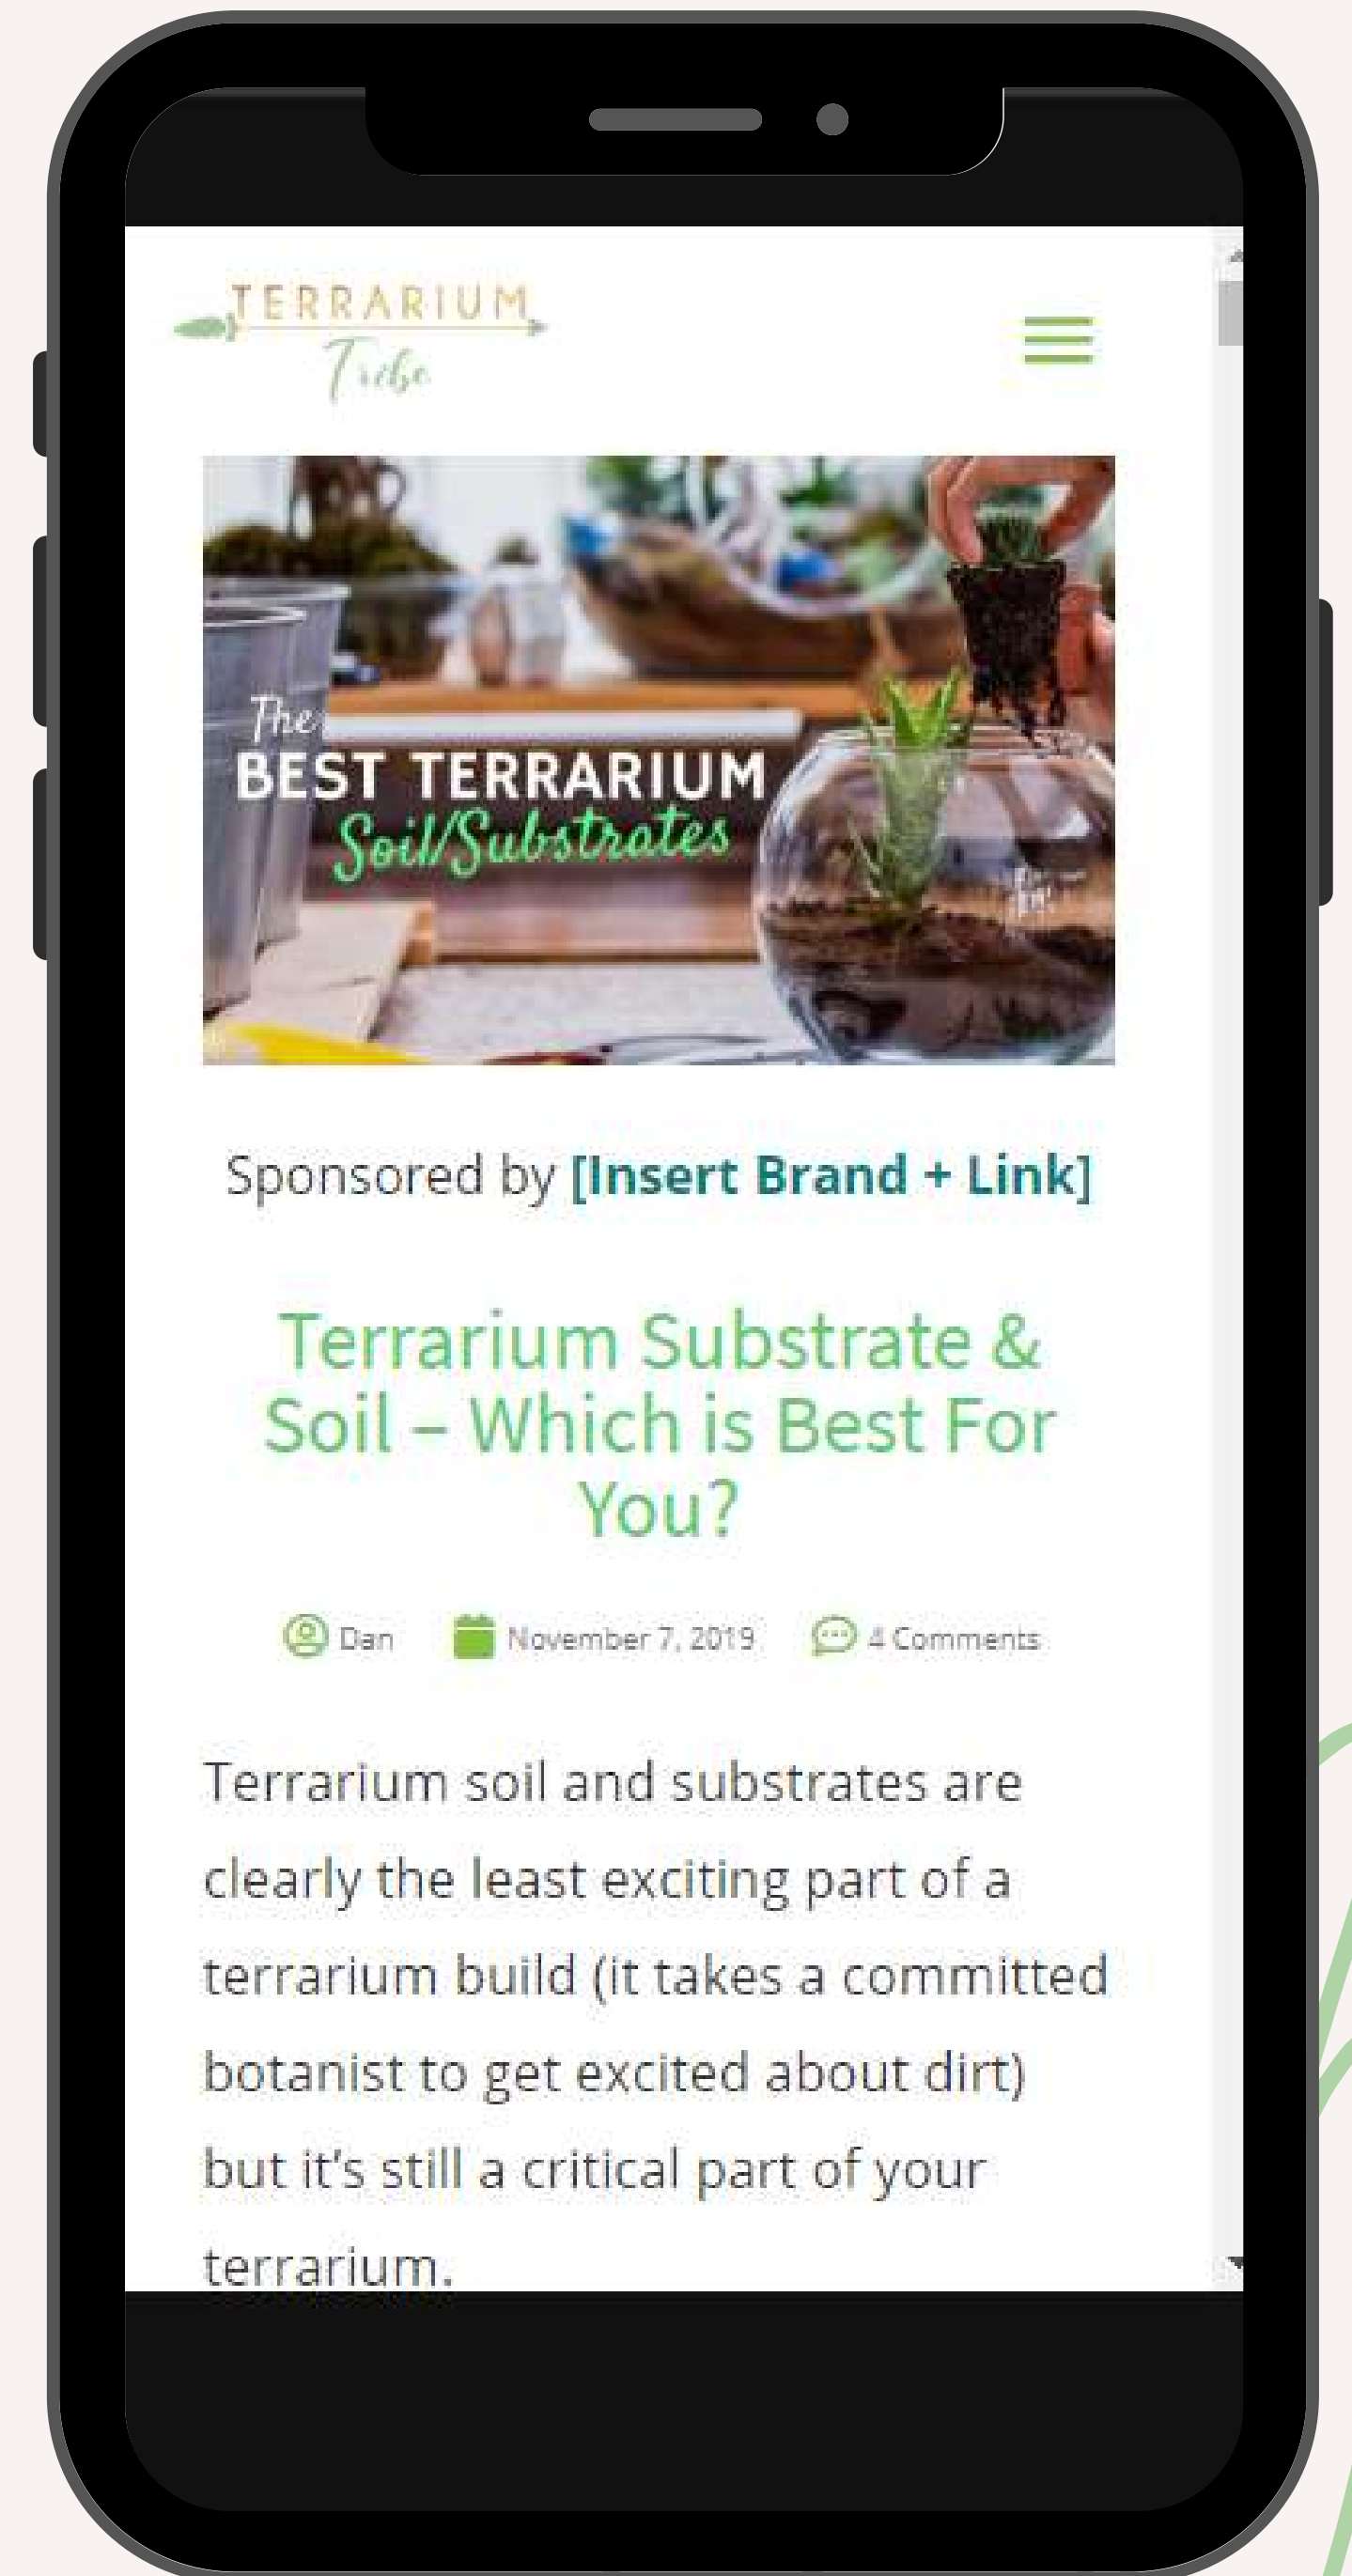 TERRARIUM
Tribe
The
BEST TERRARIUM
Soil/Substrates
Sponsored by [Insert Brand + Link]
Terrarium Substrate &
Soil – Which is Best For
You?
Dan November 7, 2019 4 Comments
Terrarium soil and substrates are
clearly the least exciting part of a
terrarium build (it takes a committed
botanist to get excited about dirt)
but it's still a critical part of your
terrarium.